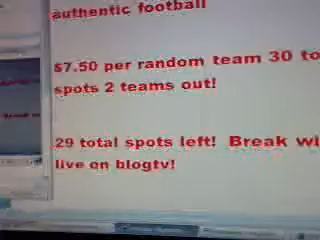 authentic football
$7.50 per random team 30 to
spots 2 teams out!
29 total spots left! Break wi
live on blogtv!